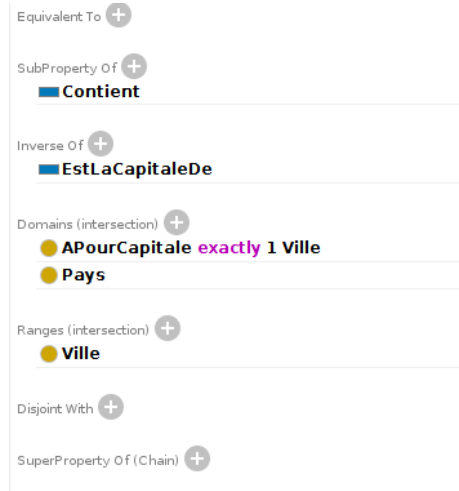 Equivalent To
SubProperty Of
Contient
Inverse Of
EstLaCapitaleDe
Domains (intersection)
APourCapitale exactly 1 Ville
Pays
Ranges (intersection)
Ville
Disjoint With
SuperProperty Of (Chain)